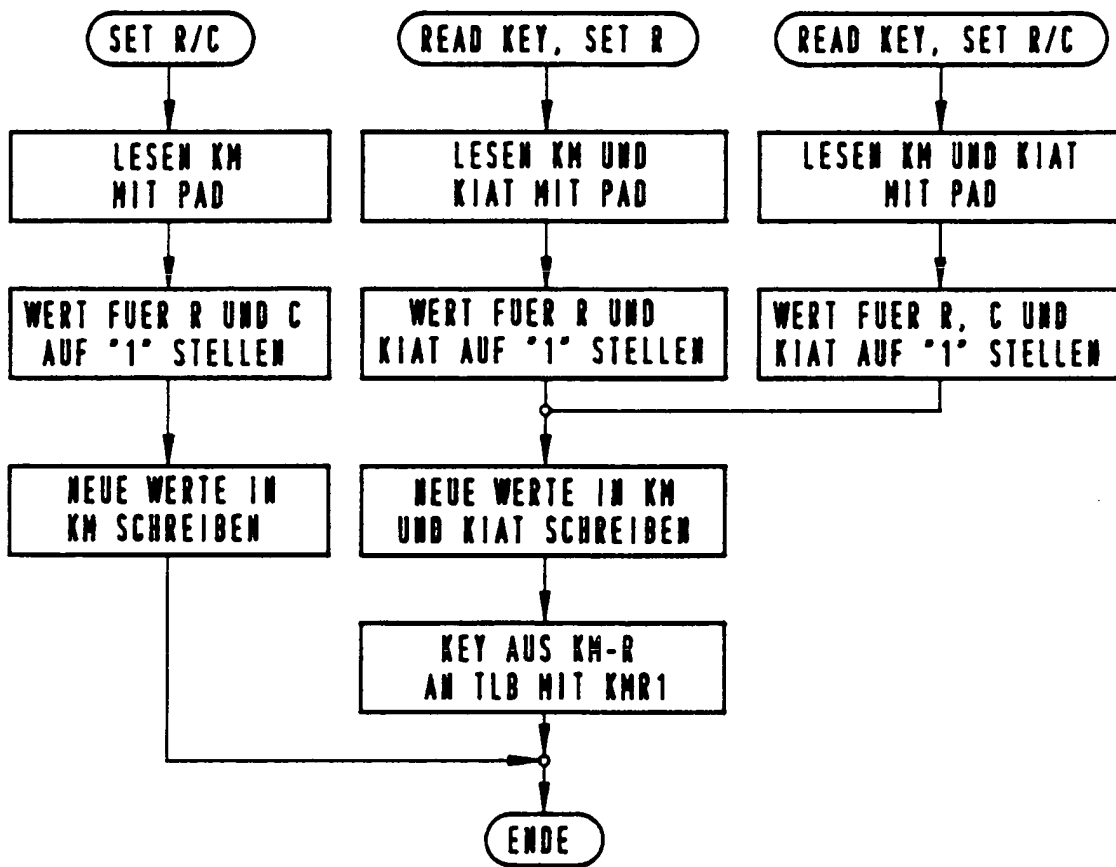 SET R/C
READ KEY, SET R
READ KEY, SET R/C
LESEN KM
MIT PAD
LESEN KM UND
KIAT MIT PAD
LESEN KM UND KIAT
MIT PAD
WERT FUER R UND C
AUF "1" STELLEN
WERT FUER R UND
KIAT AUF "1" STELLEN
WERT FUER R, C UND
KIAT AUF "1" STELLEN
NEUE WERTE IN
KM SCHREIBEN
NEUE WERTE IN KM
UND KIAT SCHREIBEN
KEY AUS KM-R
AN TLB MIT KMR1
ENDE